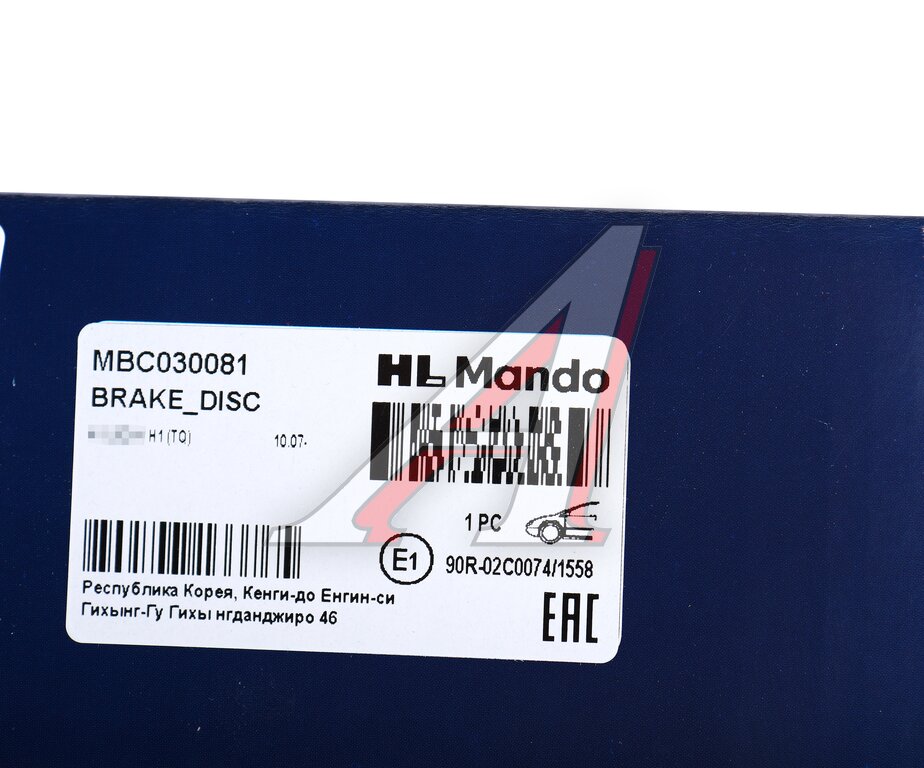 MBC030081
BRAKE_DISC
H1 (TQ) 10.07-
HL Mando
1 PC
E1 90R-02C0074/1558
Республика Корея, Кенги-до Енгин-си
Гихынг-Гу Гихы нгданджиро 46
EAC